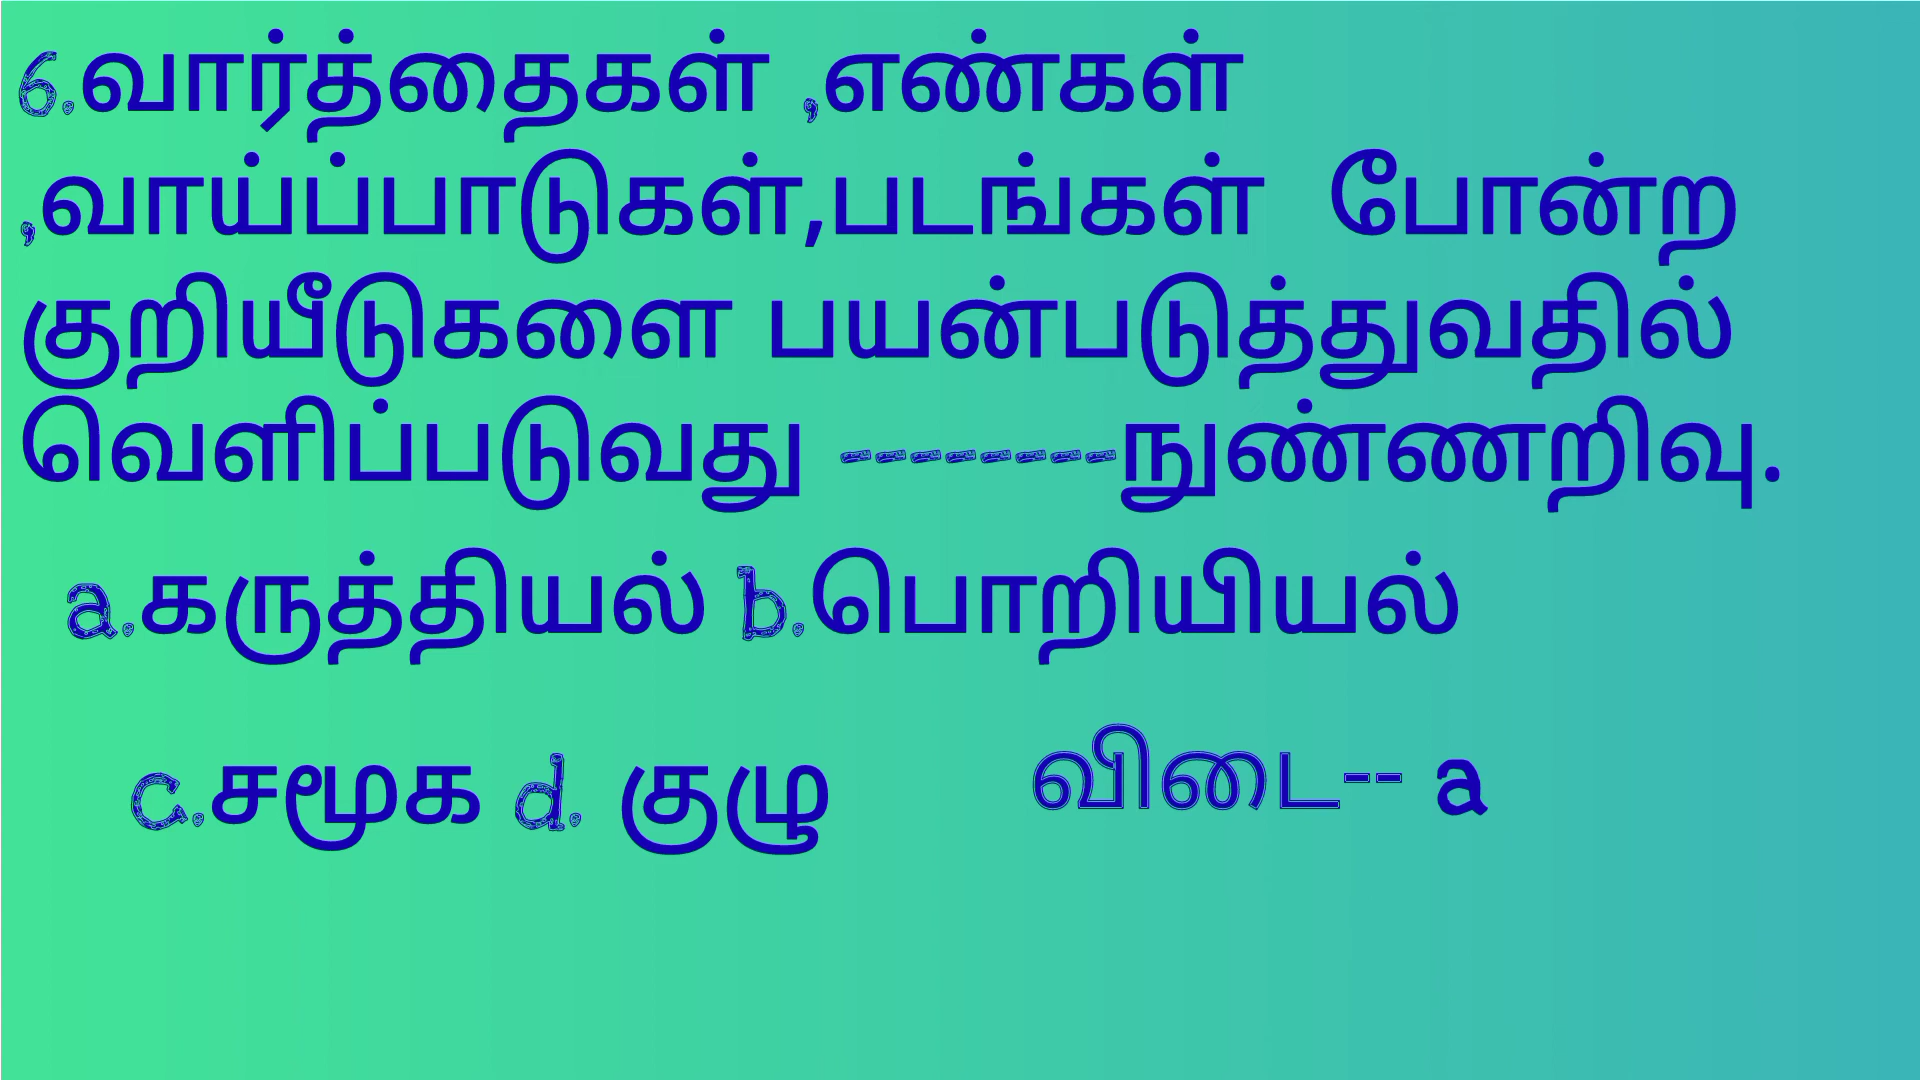 6.வார்த்தைகள் ,எண்கள்
,வாய்ப்பாடுகள்,படங்கள் போன்ற
குறியீடுகளை பயன்படுத்துவதில்
வெளிப்படுவது --------நுண்ணறிவு.
a.கருத்தியல் b.பொறியியல்
c.சமூக d. குழு விடை-- a